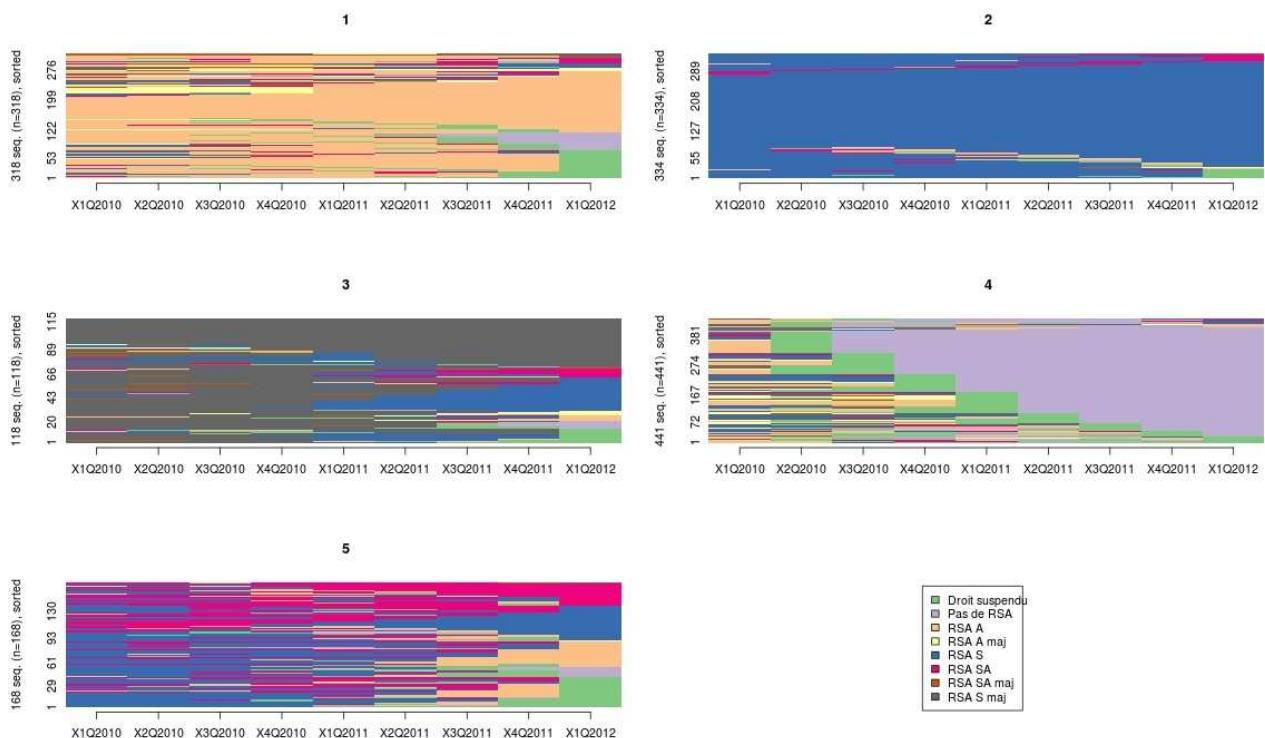 1
318 seq. (n=318), sorted
276
199
122
53
1
X1Q2010 X2Q2010 X3Q2010 X4Q2010 X1Q2011 X2Q2011 X3Q2011 X4Q2011 X1Q2012
2
334 seq. (n=334), sorted
289
208
127
55
1
X1Q2010 X2Q2010 X3Q2010 X4Q2010 X1Q2011 X2Q2011 X3Q2011 X4Q2011 X1Q2012
3
118 seq. (n=118), sorted
115
89
66
43
20
1
X1Q2010 X2Q2010 X3Q2010 X4Q2010 X1Q2011 X2Q2011 X3Q2011 X4Q2011 X1Q2012
4
441 seq. (n=441), sorted
381
274
167
72
1
X1Q2010 X2Q2010 X3Q2010 X4Q2010 X1Q2011 X2Q2011 X3Q2011 X4Q2011 X1Q2012
5
168 seq. (n=168), sorted
130
93
61
29
1
X1Q2010 X2Q2010 X3Q2010 X4Q2010 X1Q2011 X2Q2011 X3Q2011 X4Q2011 X1Q2012
Droit suspendu
Pas de RSA
RSA A
RSA A maj
RSA S
RSA SA
RSA SA maj
RSA S maj